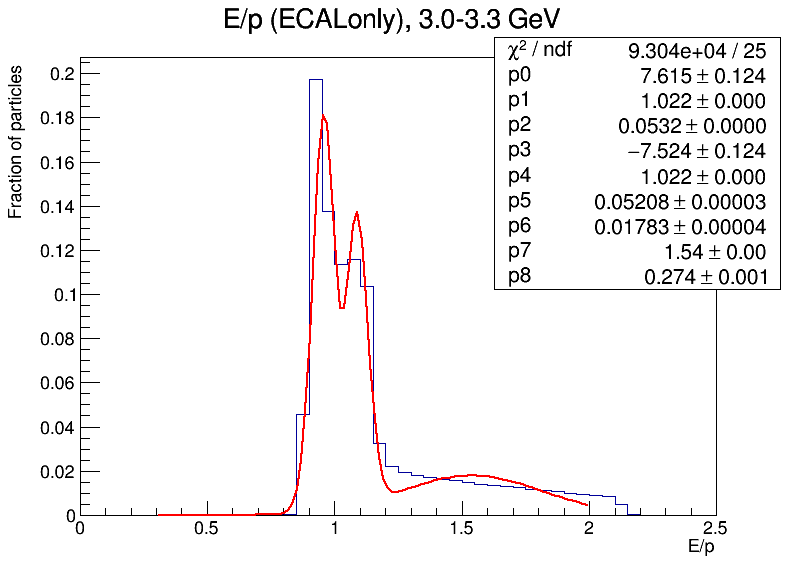 E/p (ECALonly), 3.0-3.3 GeV
χ² / ndf 9.304e+04 / 25
p0 7.615 ± 0.124
p1 1.022 ± 0.000
p2 0.0532 ± 0.0000
p3 −7.524 ± 0.124
p4 1.022 ± 0.000
p5 0.05208 ± 0.00003
p6 0.01783 ± 0.00004
p7 1.54 ± 0.00
p8 0.274 ± 0.001
Fraction of particles
0.2
0.18
0.16
0.14
0.12
0.1
0.08
0.06
0.04
0.02
0
0 0.5 1 1.5 2 2.5
E/p